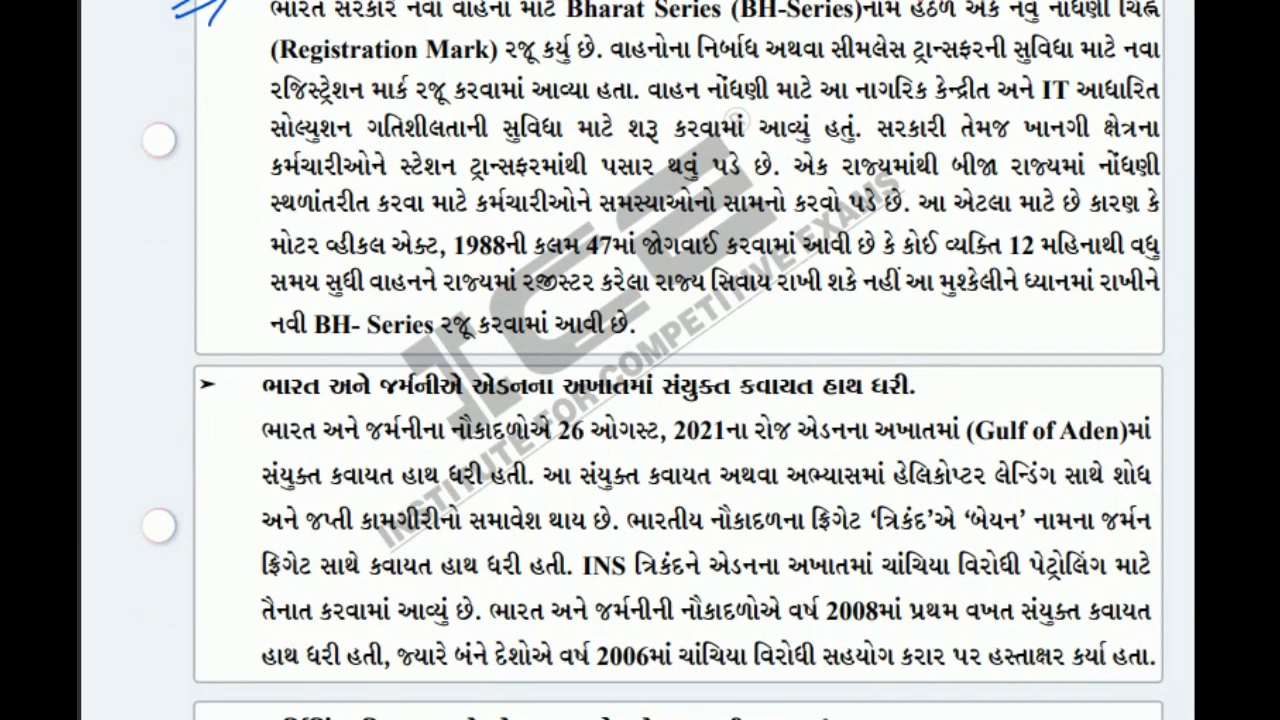 ભારત સરકારે નવા વાહનો માટે Bharat Series (BH-Series)નામ હેઠળ એક નવું નોંધણી ચિહ્ન
(Registration Mark) રજૂ કર્યુ છે. વાહનોના નિર્બાધ અથવા સીમલેસ ટ્રાન્સફરની સુવિધા માટે નવા
રજિસ્ટ્રેશન માર્ક રજૂ કરવામાં આવ્યા હતા. વાહન નોંધણી માટે આ નાગરિક કેન્દ્રીત અને IT આધારિત
સોલ્યુશન ગતિશીલતાની સુવિધા માટે શરૂ કરવામાં આવ્યું હતું. સરકારી તેમજ ખાનગી ક્ષેત્રના
કર્મચારીઓને સ્ટેશન ટ્રાન્સફરમાંથી પસાર થવું પડે છે. એક રાજ્યમાંથી બીજા રાજ્યમાં નોંધણી
સ્થળાંતરીત કરવા માટે કર્મચારીઓને સમસ્યાઓનો સામનો કરવો પડે છે. આ એટલા માટે છે કારણ કે
મોટર વ્હીકલ એક્ટ, 1988ની કલમ 47માં જોગવાઈ કરવામાં આવી છે કે કોઈ વ્યક્તિ 12 મહિનાથી વધુ
સમય સુધી વાહનને રાજ્યમાં રજીસ્ટર કરેલા રાજ્ય સિવાય રાખી શકે નહીં આ મુશ્કેલીને ધ્યાનમાં રાખીને
નવી BH- Series રજૂ કરવામાં આવી છે.
➤ ભારત અને જર્મનીએ એડનના અખાતમાં સંયુક્ત કવાયત હાથ ધરી.
ભારત અને જર્મનીના નૌકાદળોએ 26 ઓગસ્ટ, 2021ના રોજ એડનના અખાતમાં (Gulf of Aden)માં
સંયુક્ત કવાયત હાથ ધરી હતી. આ સંયુક્ત કવાયત અથવા અભ્યાસમાં હેલિકોપ્ટર લેન્ડિંગ સાથે શોધ
અને જપ્તી કામગીરીનો સમાવેશ થાય છે. ભારતીય નૌકાદળના ફ્રિગેટ ‘ત્રિકંદ’એ ‘બેયન’ નામના જર્મન
ફ્રિગેટ સાથે કવાયત હાથ ધરી હતી. INS ત્રિકંદને એડનના અખાતમાં ચાંચિયા વિરોધી પેટ્રોલિંગ માટે
તૈનાત કરવામાં આવ્યું છે. ભારત અને જર્મનીની નૌકાદળોએ વર્ષ 2008માં પ્રથમ વખત સંયુક્ત કવાયત
હાથ ધરી હતી, જ્યારે બંને દેશોએ વર્ષ 2006માં ચાંચિયા વિરોધી સહયોગ કરાર પર હસ્તાક્ષર કર્યા હતા.
ICE ®
INSTITUTE FOR COMPETITIVE EXAMS